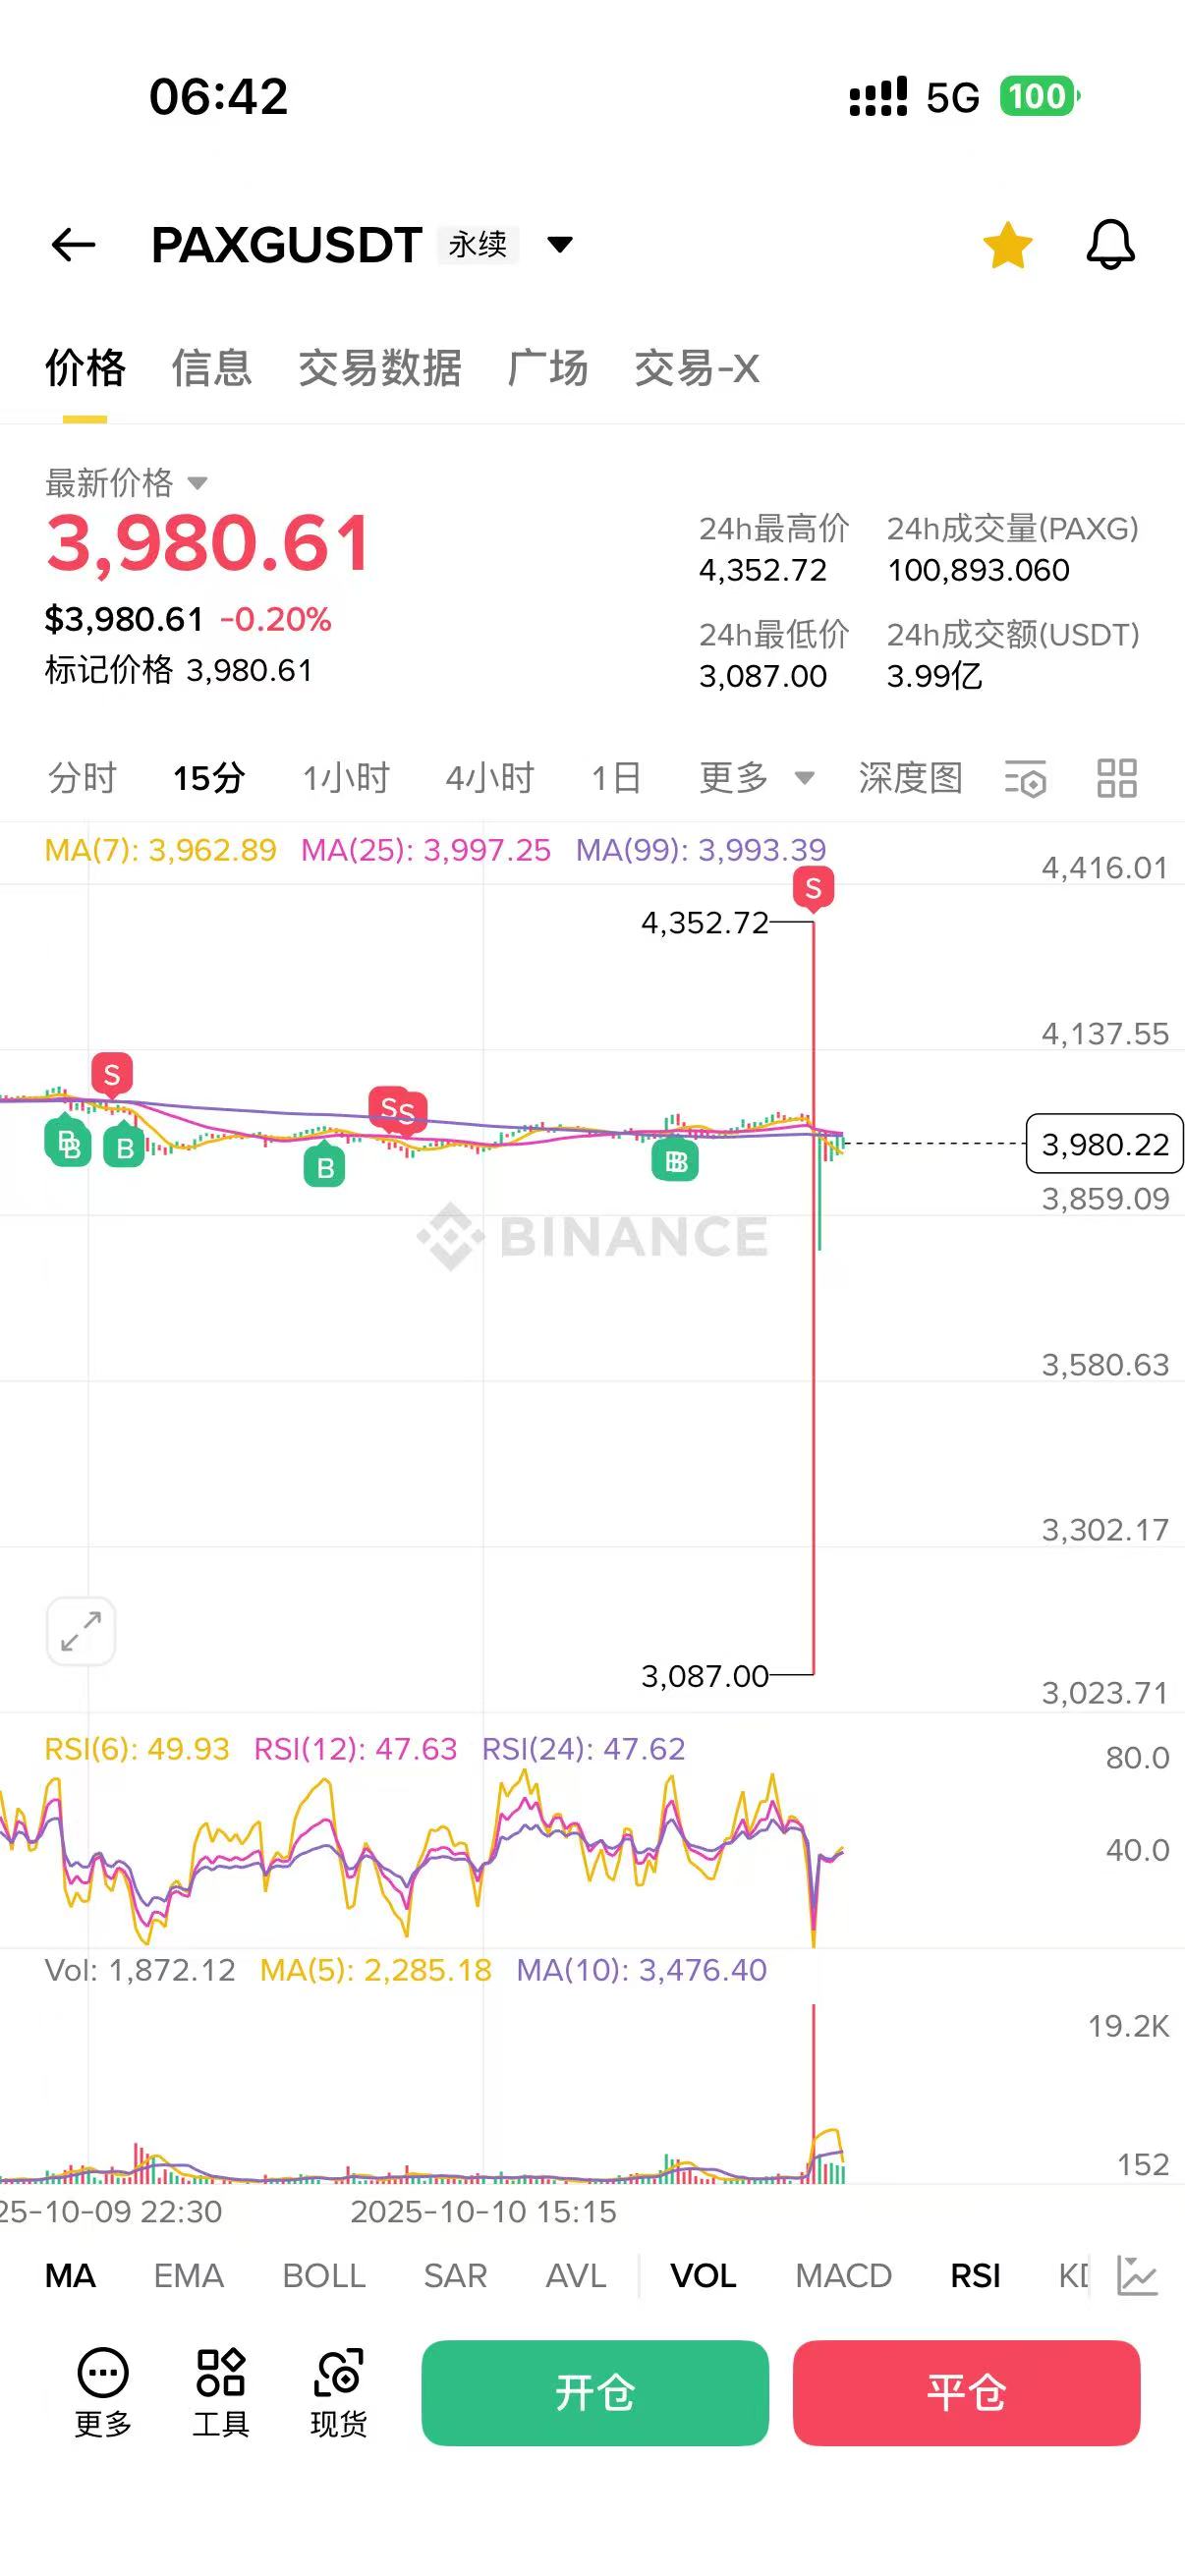 06:42 5G 100
PAXGUSDT 永续
价格 信息 交易数据 广场 交易-X
最新价格
3,980.61
$3,980.61 -0.20%
标记价格 3,980.61
24h最高价 24h成交量(PAXG)
4,352.72 100,893.060
24h最低价 24h成交额(USDT)
3,087.00 3.99亿
分时 15分 1小时 4小时 1日 更多 深度图
MA(7): 3,962.89 MA(25): 3,997.25 MA(99): 3,993.39
4,416.01
S
4,352.72
4,137.55
S
S S
B B B
B
B B
3,980.22
3,859.09
BINANCE
3,580.63
3,302.17
3,087.00
3,023.71
RSI(6): 49.93 RSI(12): 47.63 RSI(24): 47.62
80.0
40.0
Vol: 1,872.12 MA(5): 2,285.18 MA(10): 3,476.40
19.2K
152
25-10-09 22:30 2025-10-10 15:15
MA EMA BOLL SAR AVL VOL MACD RSI KD
更多 工具 现货 开仓 平仓